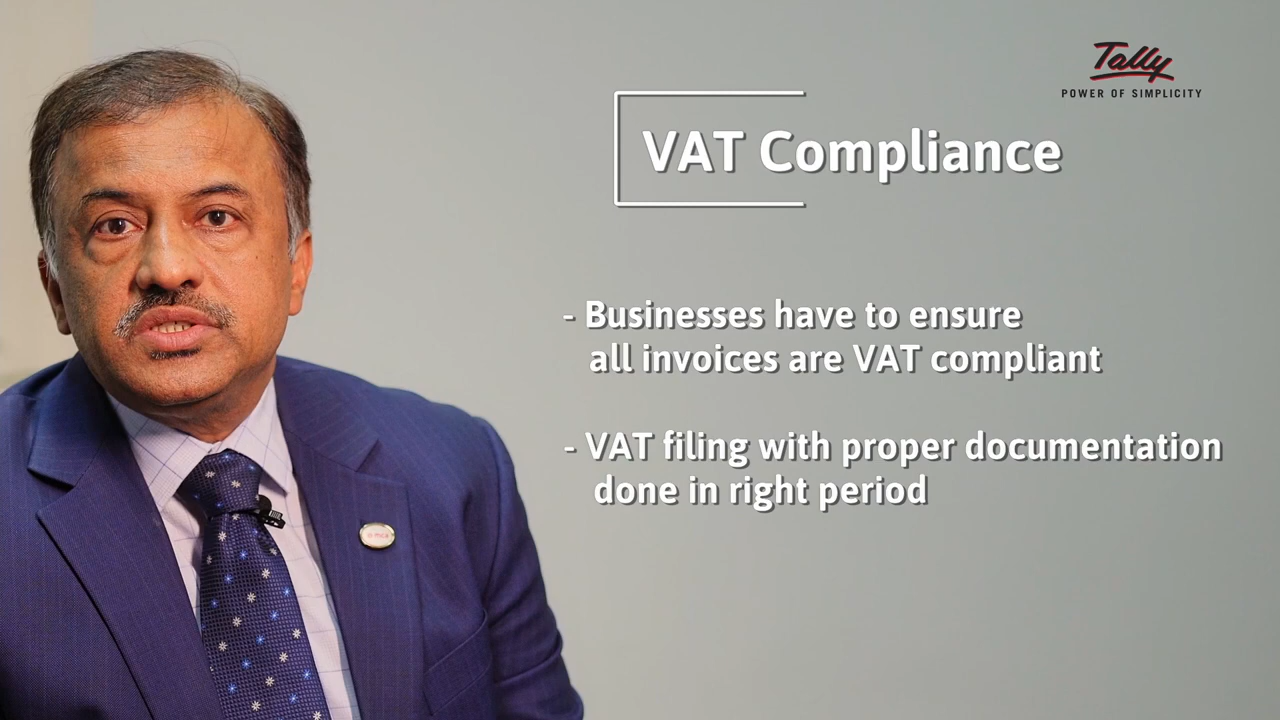 Tally
POWER OF SIMPLICITY
VAT Compliance
- Businesses have to ensure
all invoices are VAT compliant
- VAT filing with proper documentation
done in right period